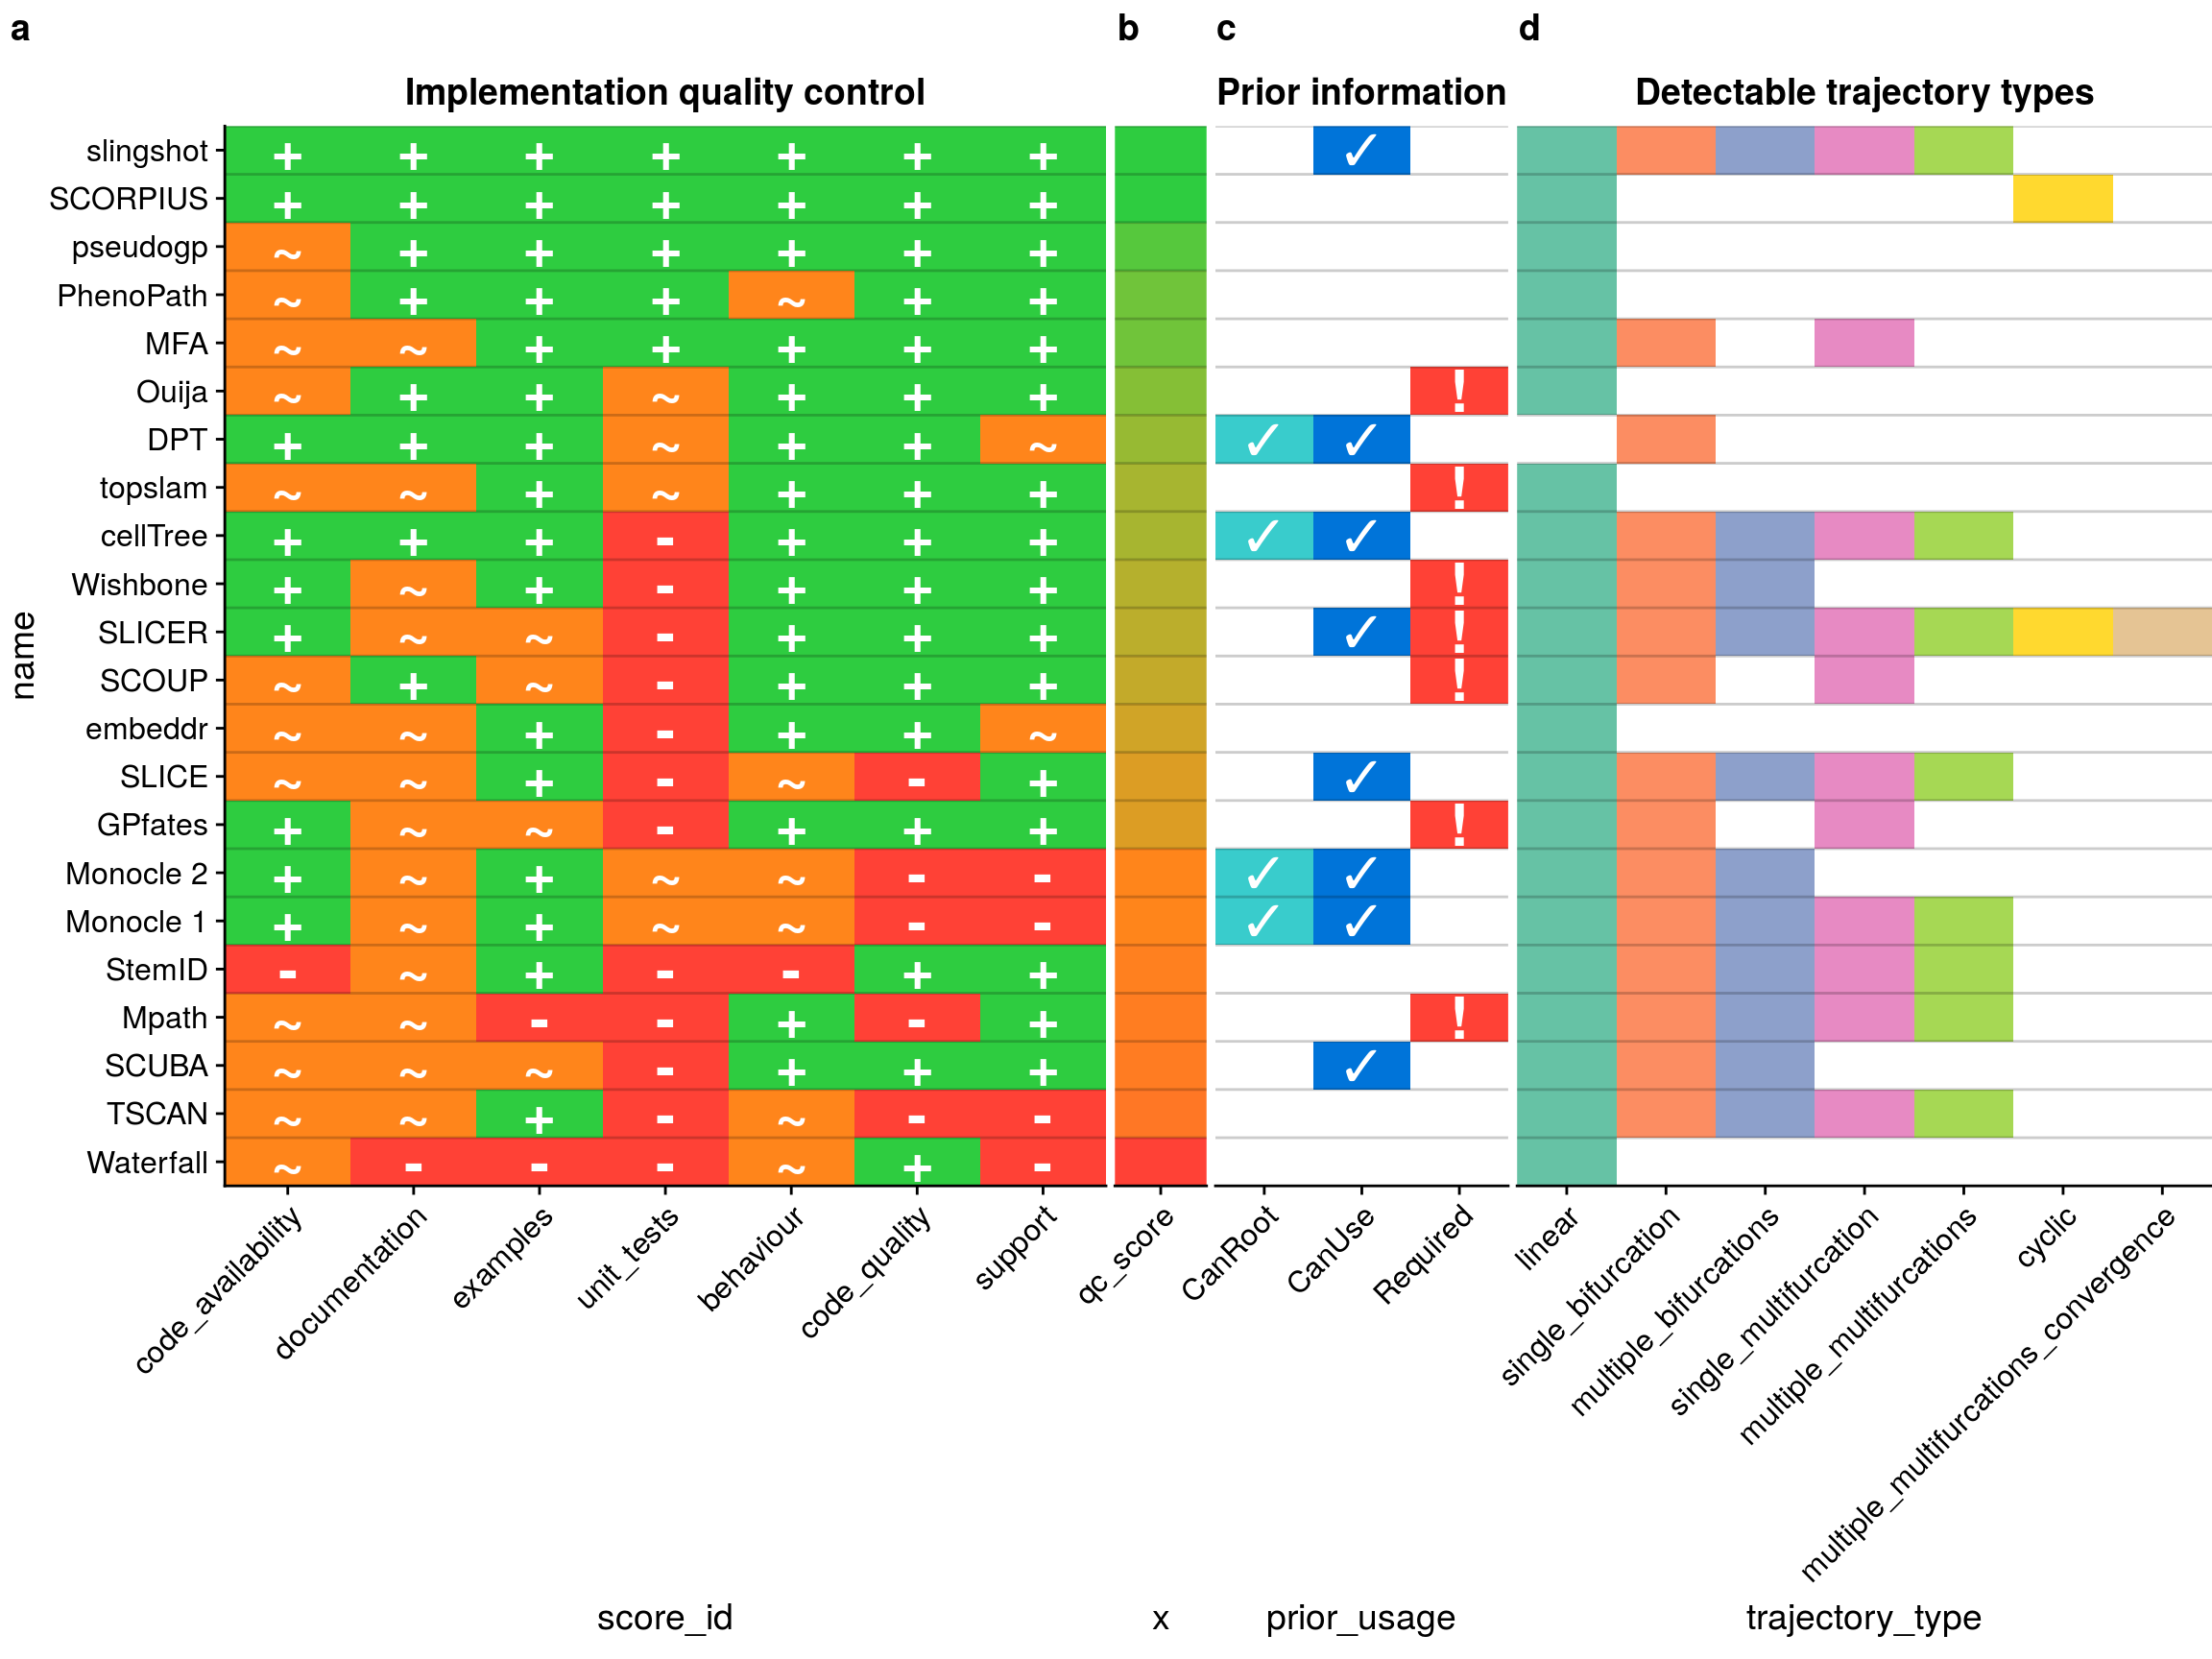 a b c d
Implementation quality control Prior information Detectable trajectory types
slingshot + + + + + + + ✓
SCORPIUS + + + + + + +
pseudogp ~ + + + + + +
PhenoPath ~ + + + ~ + +
MFA ~ ~ + + + + +
Ouija ~ + + ~ + + + !
DPT + + + ~ + + ~ ✓ ✓
topslam ~ ~ + ~ + + + !
cellTree + + + - + + + ✓ ✓
Wishbone + ~ + - + + + !
SLICER + ~ ~ - + + + ✓ !
SCOUP ~ + ~ - + + + !
embeddr ~ ~ + - + + ~
SLICE ~ ~ + - ~ - + ✓
GPfates + ~ ~ - + + + !
Monocle 2 + ~ + ~ ~ - - ✓ ✓
Monocle 1 + ~ + ~ ~ - - ✓ ✓
StemID - ~ + - - + +
Mpath ~ ~ - - + - + !
SCUBA ~ ~ ~ - + + + ✓
TSCAN ~ ~ + - ~ - -
Waterfall ~ - - - ~ + -
name
code_availability
documentation
examples
unit_tests
behaviour
code_quality
support
qc_score
CanRoot
CanUse
Required
linear
single_bifurcation
multiple_bifurcations
single_multifurcation
multiple_multifurcations
cyclic
multiple_multifurcations_convergence
score_id x prior_usage trajectory_type